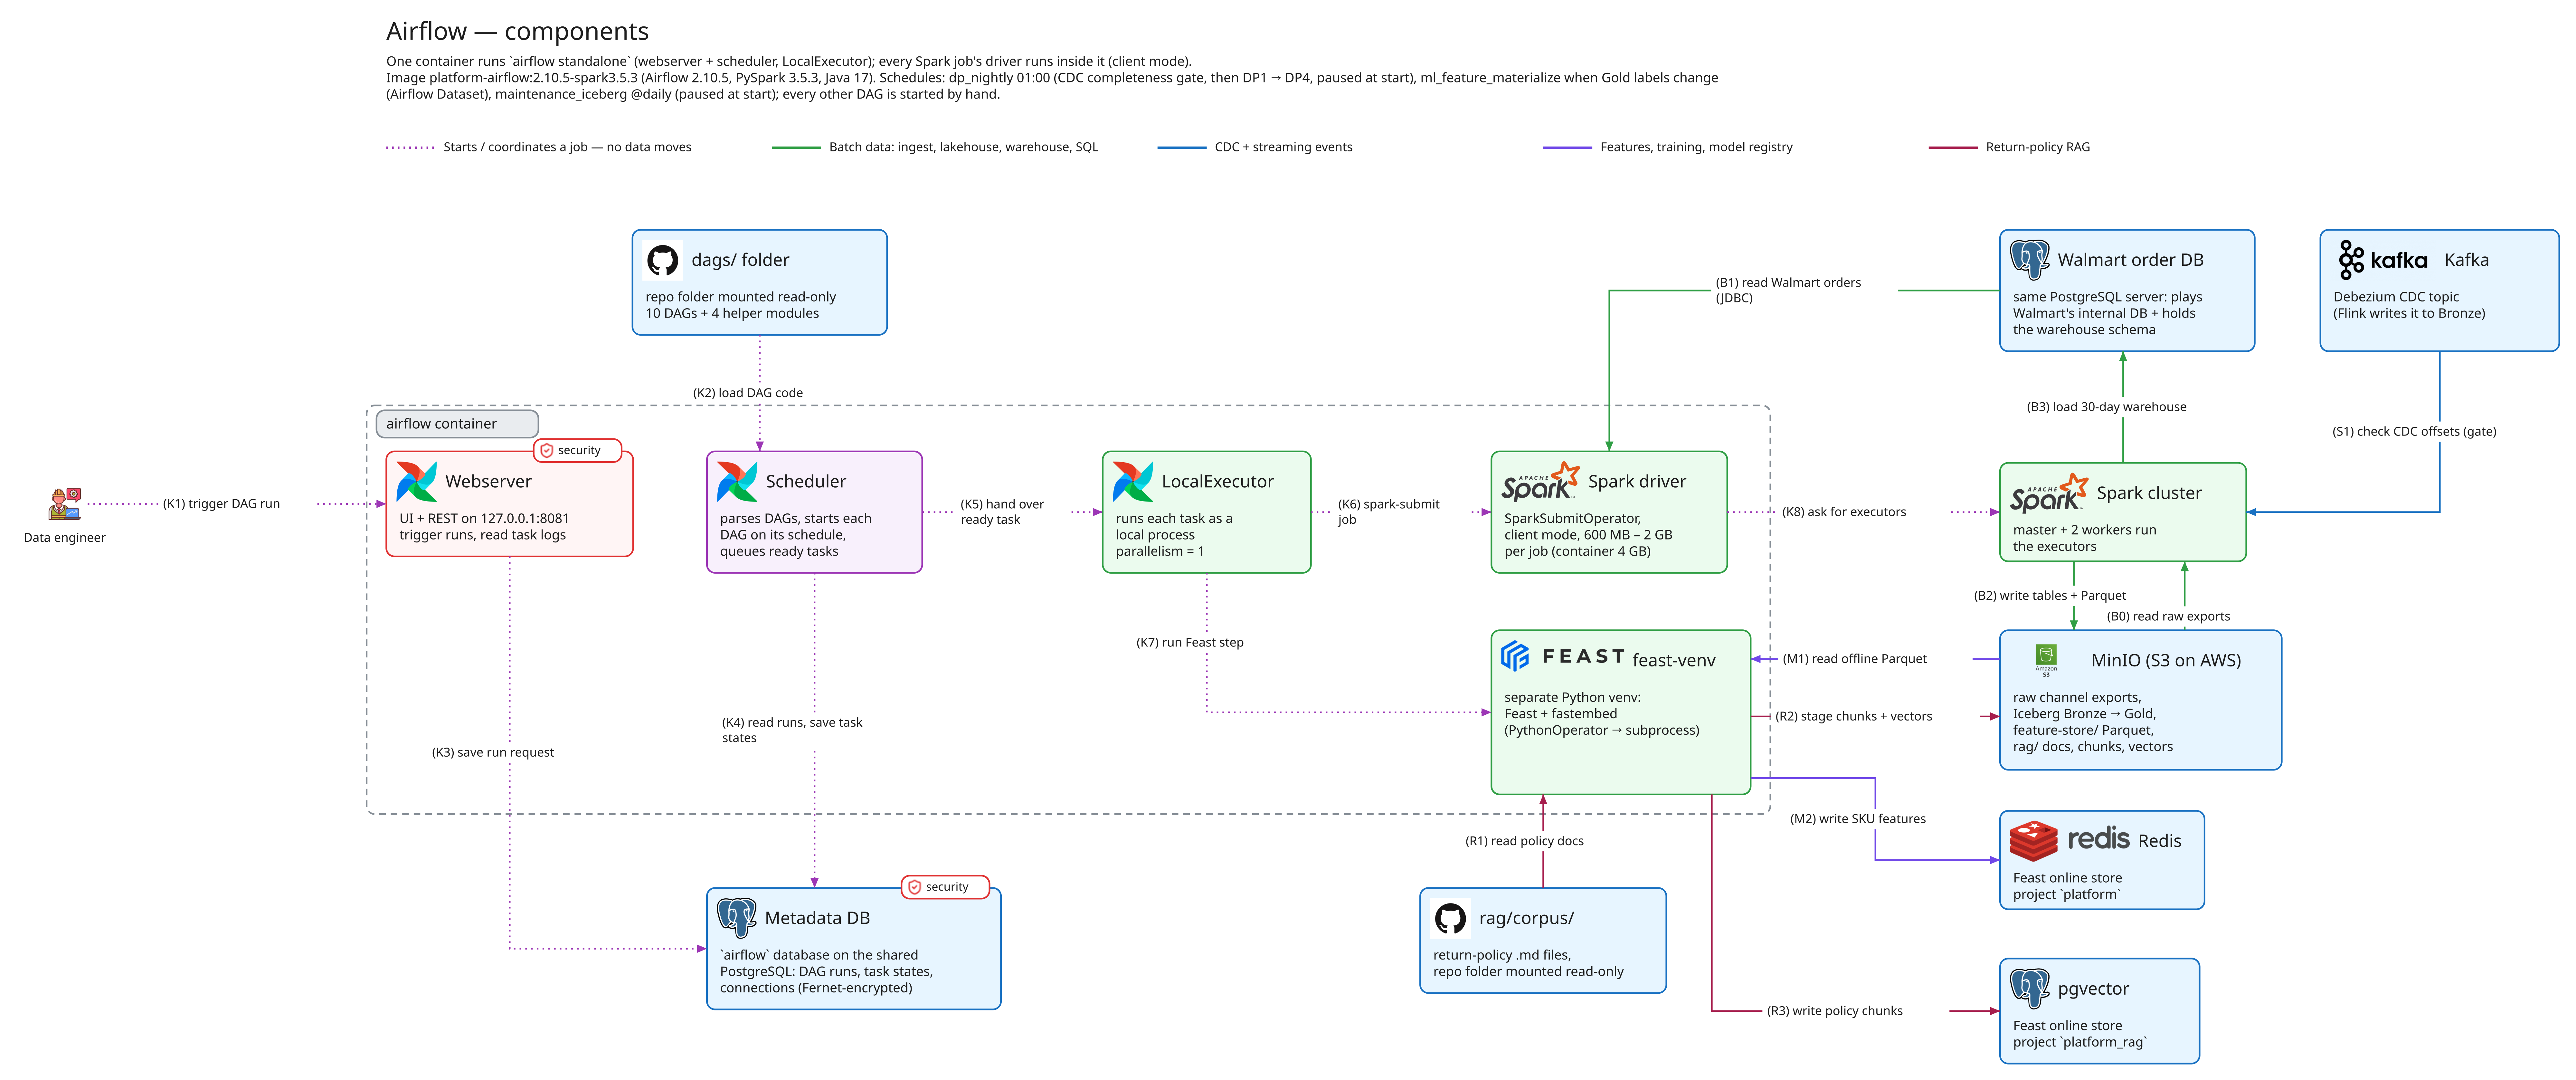 Airflow — components
One container runs `airflow standalone` (webserver + scheduler, LocalExecutor); every Spark job's driver runs inside it (client mode).
Image platform-airflow:2.10.5-spark3.5.3 (Airflow 2.10.5, PySpark 3.5.3, Java 17). Schedules: dp_nightly 01:00 (CDC completeness gate, then DP1 → DP4, paused at start), ml_feature_materialize when Gold labels change
(Airflow Dataset), maintenance_iceberg @daily (paused at start); every other DAG is started by hand.
Starts / coordinates a job — no data moves
Batch data: ingest, lakehouse, warehouse, SQL
CDC + streaming events
Features, training, model registry
Return-policy RAG
dags/ folder
repo folder mounted read-only
10 DAGs + 4 helper modules
(B1) read Walmart orders
(JDBC)
Walmart order DB
same PostgreSQL server: plays
Walmart's internal DB + holds
the warehouse schema
kafka
Kafka
Debezium CDC topic
(Flink writes it to Bronze)
(K2) load DAG code
(B3) load 30-day warehouse
(S1) check CDC offsets (gate)
airflow container
security
Data engineer
(K1) trigger DAG run
Webserver
UI + REST on 127.0.0.1:8081
trigger runs, read task logs
Scheduler
parses DAGs, starts each
DAG on its schedule,
queues ready tasks
(K5) hand over
ready task
LocalExecutor
runs each task as a
local process
parallelism = 1
(K6) spark-submit
job
APACHE
Spark
Spark driver
SparkSubmitOperator,
client mode, 600 MB – 2 GB
per job (container 4 GB)
(K8) ask for executors
APACHE
Spark
Spark cluster
master + 2 workers run
the executors
(B2) write tables + Parquet
(B0) read raw exports
(K7) run Feast step
FEAST
feast-venv
separate Python venv:
Feast + fastembed
(PythonOperator → subprocess)
(M1) read offline Parquet
(R2) stage chunks + vectors
Amazon
S3
MinIO (S3 on AWS)
raw channel exports,
Iceberg Bronze → Gold,
feature-store/ Parquet,
rag/ docs, chunks, vectors
(K4) read runs, save task
states
(K3) save run request
(M2) write SKU features
(R1) read policy docs
redis
Redis
Feast online store
project `platform`
security
Metadata DB
`airflow` database on the shared
PostgreSQL: DAG runs, task states,
connections (Fernet-encrypted)
rag/corpus/
return-policy .md files,
repo folder mounted read-only
(R3) write policy chunks
pgvector
Feast online store
project `platform_rag`